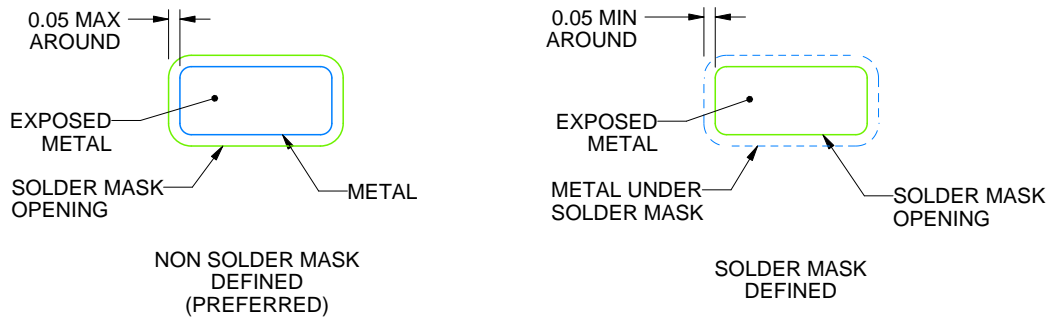 0.05 MAX
AROUND
EXPOSED
METAL
SOLDER MASK
OPENING
METAL
NON SOLDER MASK
DEFINED
(PREFERRED)
0.05 MIN
AROUND
EXPOSED
METAL
METAL UNDER
SOLDER MASK
SOLDER MASK
OPENING
SOLDER MASK
DEFINED